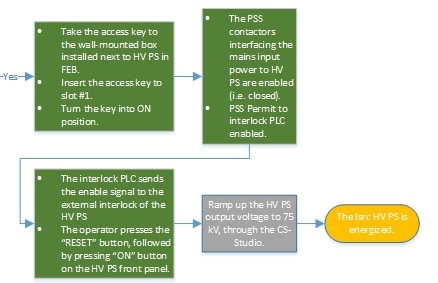 Yes
• Take the access key to
the wall-mounted box
installed next to HV PS in
FEB.
• Insert the access key to
slot #1.
• Turn the key into ON
position.
• The PSS
contactors
interfacing the
mains input
power to HV
PS are enabled
(i.e. closed).
• PSS Permit to
interlock PLC
enabled.
• The interlock PLC sends
the enable signal to the
external interlock of the
HV PS
• The operator presses the
“RESET” button, followed
by pressing “ON” button
on the HV PS front panel.
Ramp up the HV PS
output voltage to 75
kV, through the CS-
Studio.
The Isrc HV PS is
energized.